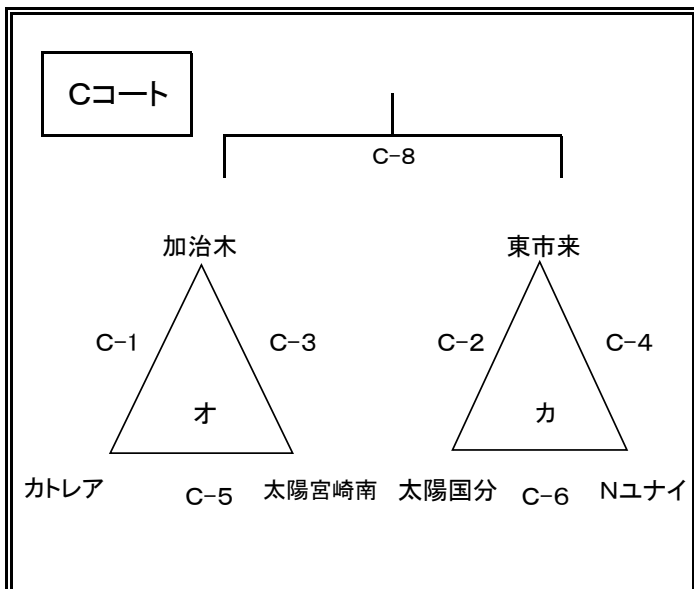 Cコート
C-8
加治木
東市来
C-1
C-3
C-2
C-4
オ
カ
カトレア
C-5
太陽宮崎南
太陽国分
C-6
Nユナイ